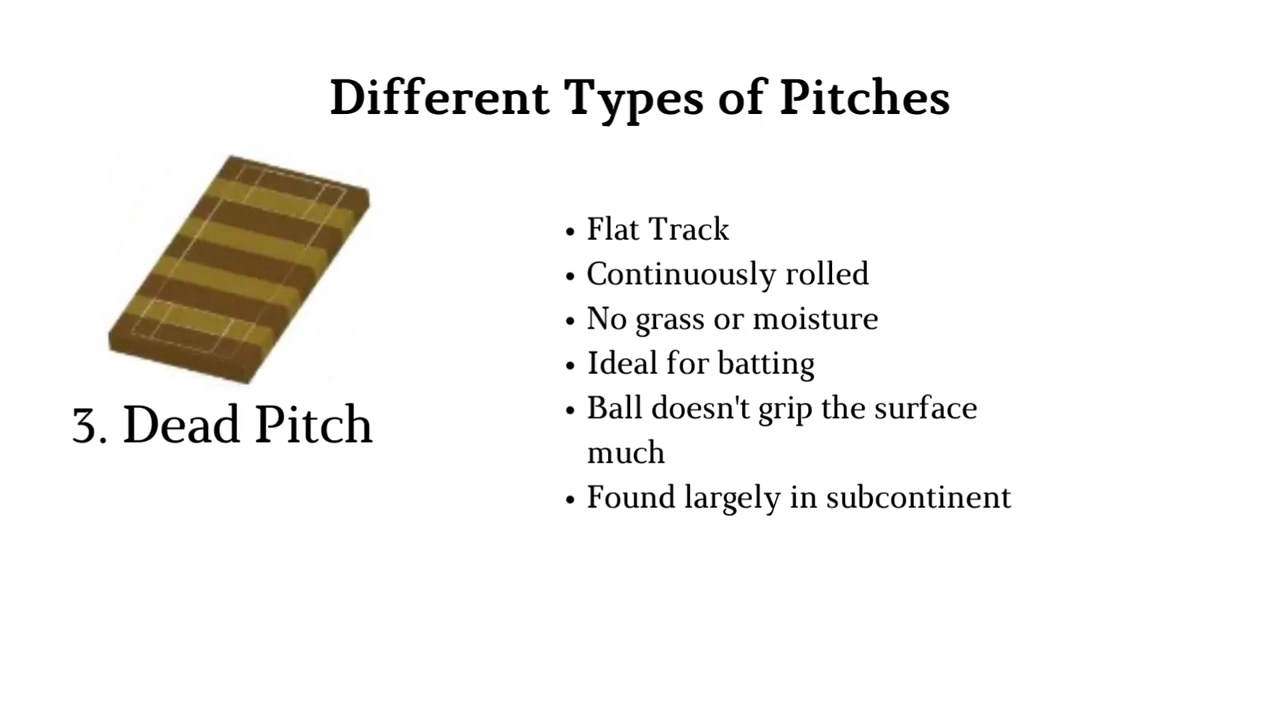 Different Types of Pitches
3. Dead Pitch
• Flat Track
• Continuously rolled
• No grass or moisture
• Ideal for batting
• Ball doesn't grip the surface
much
• Found largely in subcontinent